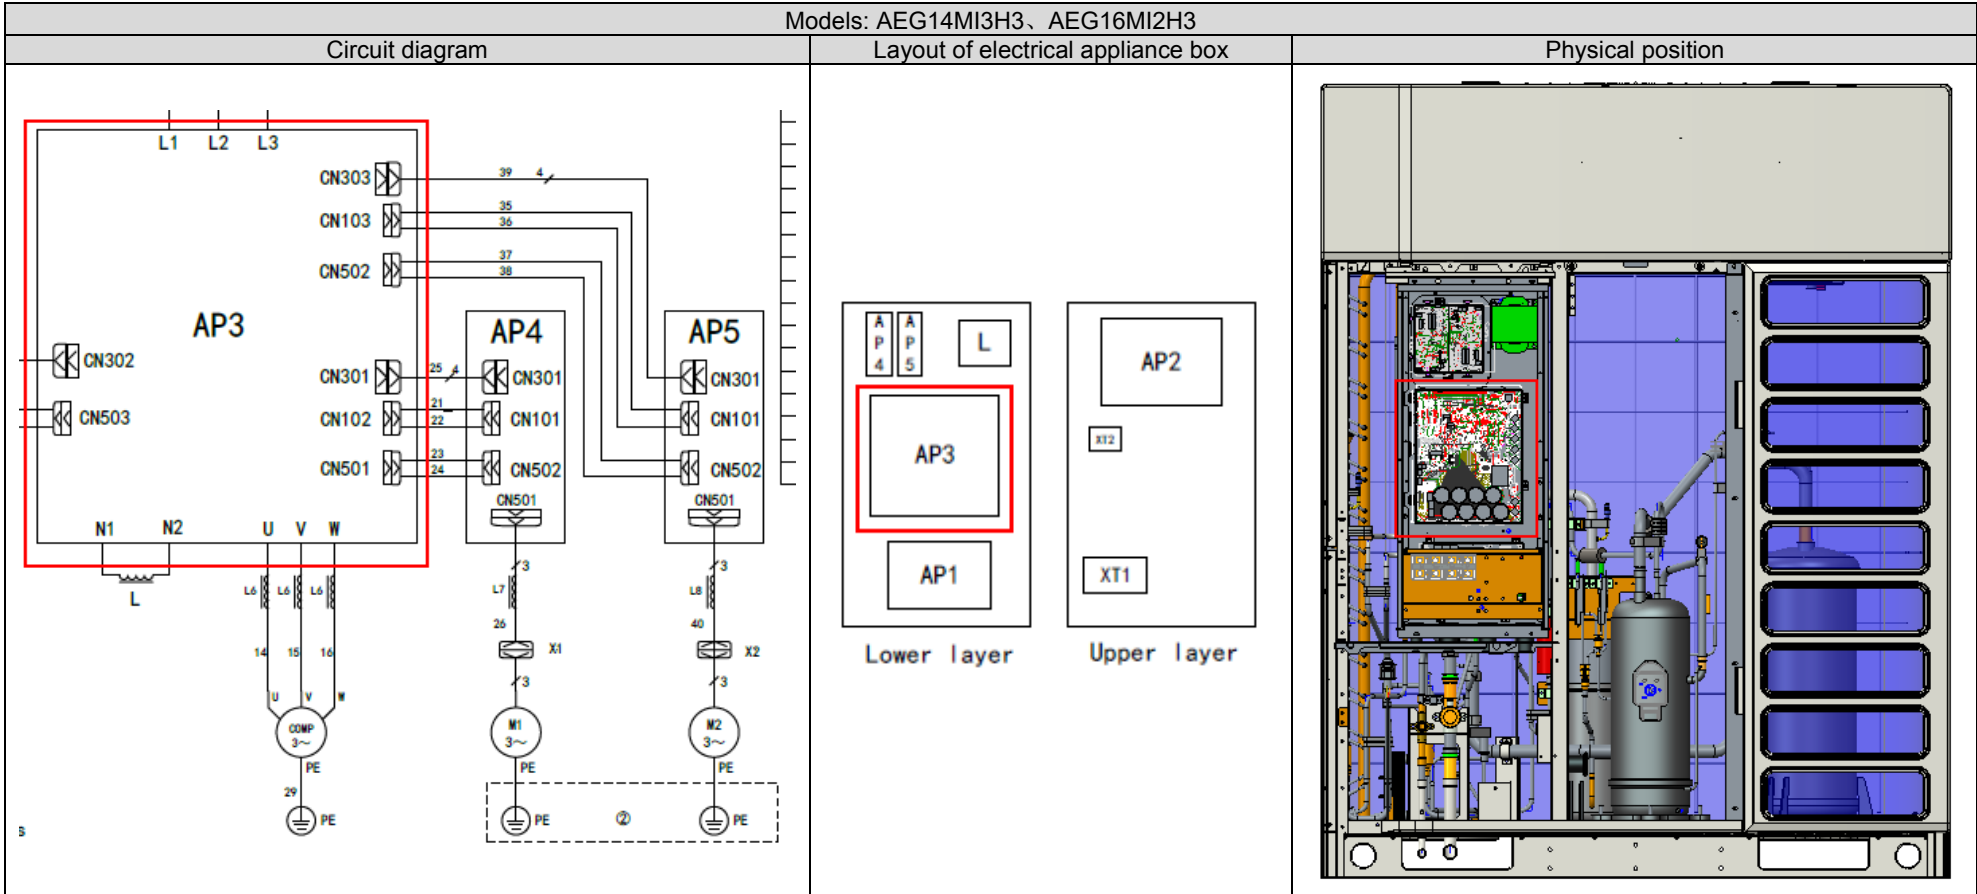 Models: AEG14MI3H3、AEG16MI2H3
Circuit diagram
Layout of electrical appliance box
Physical position
L1 L2 L3
CN303
39 4
CN103
35
36
CN502
37
38
AP3
AP4
AP5
CN302
CN503
CN301
25 4
CN301
CN301
CN102
21
22
CN101
CN101
CN501
23
24
CN502
CN502
CN501
CN501
N1 N2 U V W
L
L6 L6 L6
3
L7
26
X1
3
3
L8
40
X2
3
14 15 16
U V W
COMP
3~
M1
3~
M2
3~
PE
PE
PE
29
PE
PE
②
PE
s
AP4
AP5
L
AP3
AP1
Lower layer
AP2
XT2
XT1
Upper layer